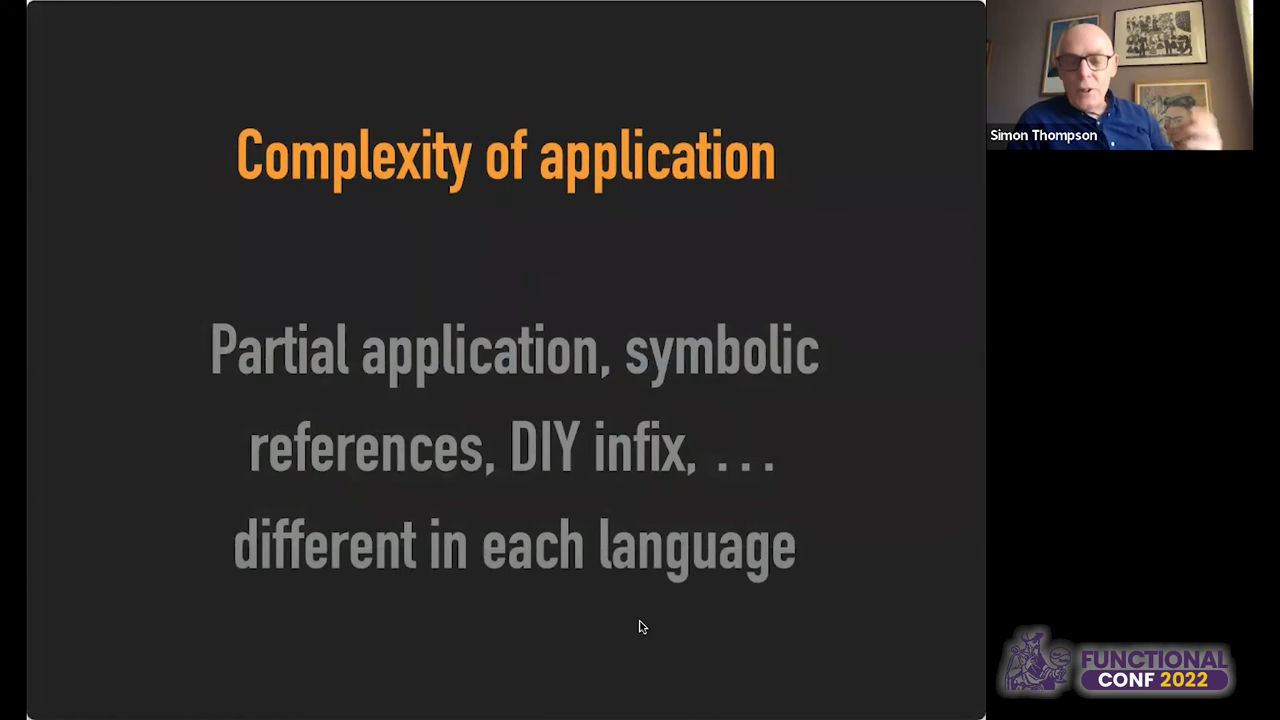 Complexity of application
Partial application, symbolic
references, DIY infix, ...
different in each language
Simon Thompson
FUNCTIONAL
CONF 2022